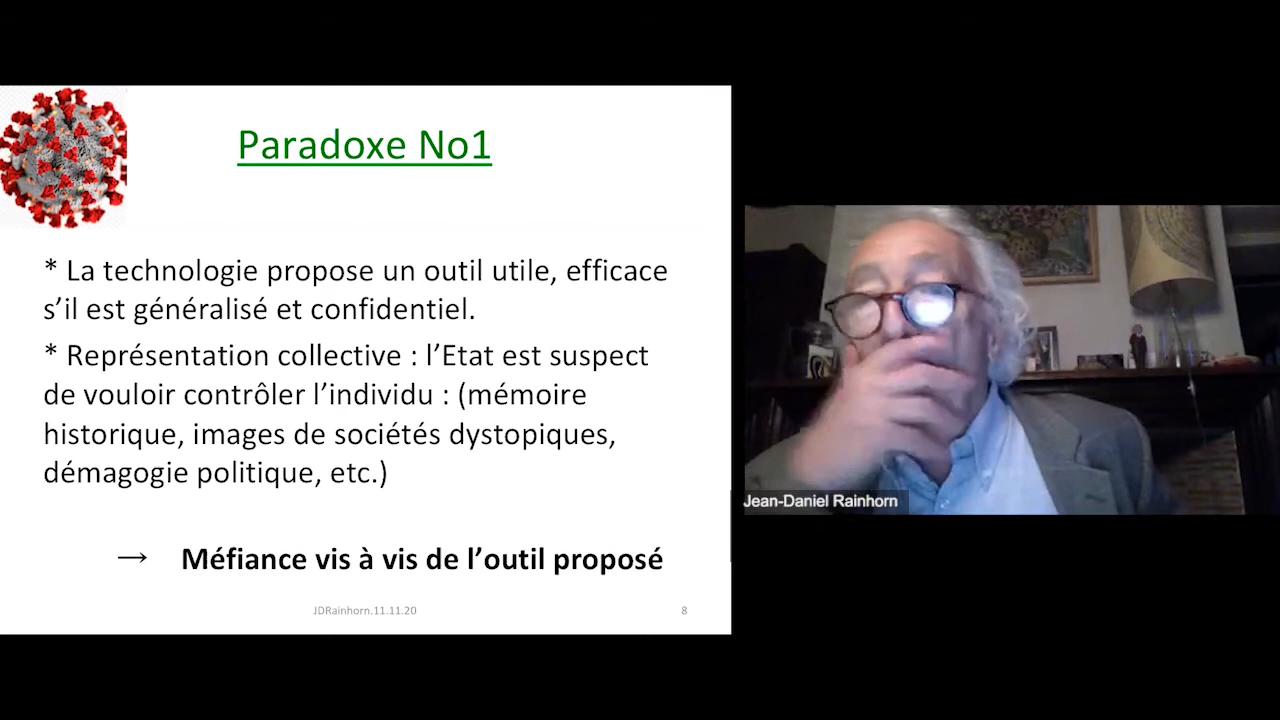 Paradoxe No1
* La technologie propose un outil utile, efficace
s’il est généralisé et confidentiel.
* Représentation collective : l’Etat est suspect
de vouloir contrôler l’individu : (mémoire
historique, images de sociétés dystopiques,
démagogie politique, etc.)
→ Méfiance vis à vis de l’outil proposé
JDRainhorn.11.11.20
8
Jean-Daniel Rainhorn